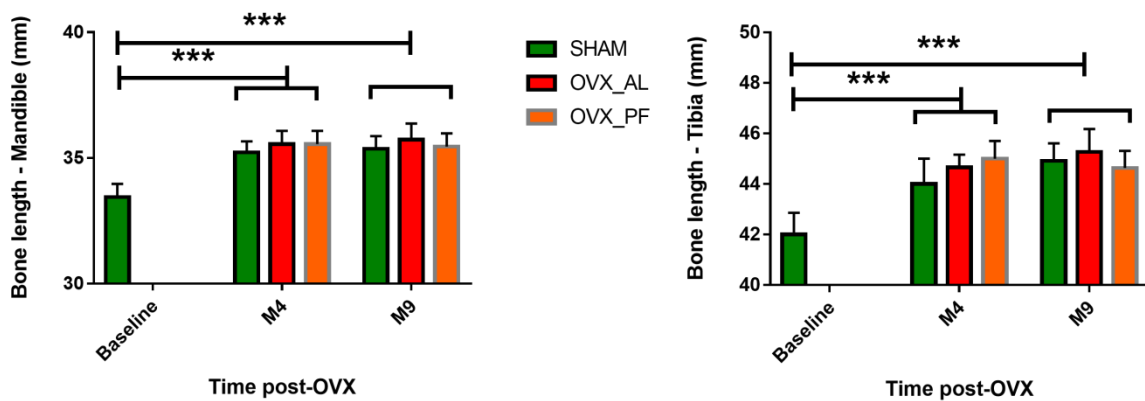 Bone length - Mandible (mm)
40
35
30
***
***
Baseline
M4
M9
Time post-OVX
SHAM
OVX_AL
OVX_PF
Bone length - Tibia (mm)
50
48
46
44
42
40
***
***
Baseline
M4
M9
Time post-OVX